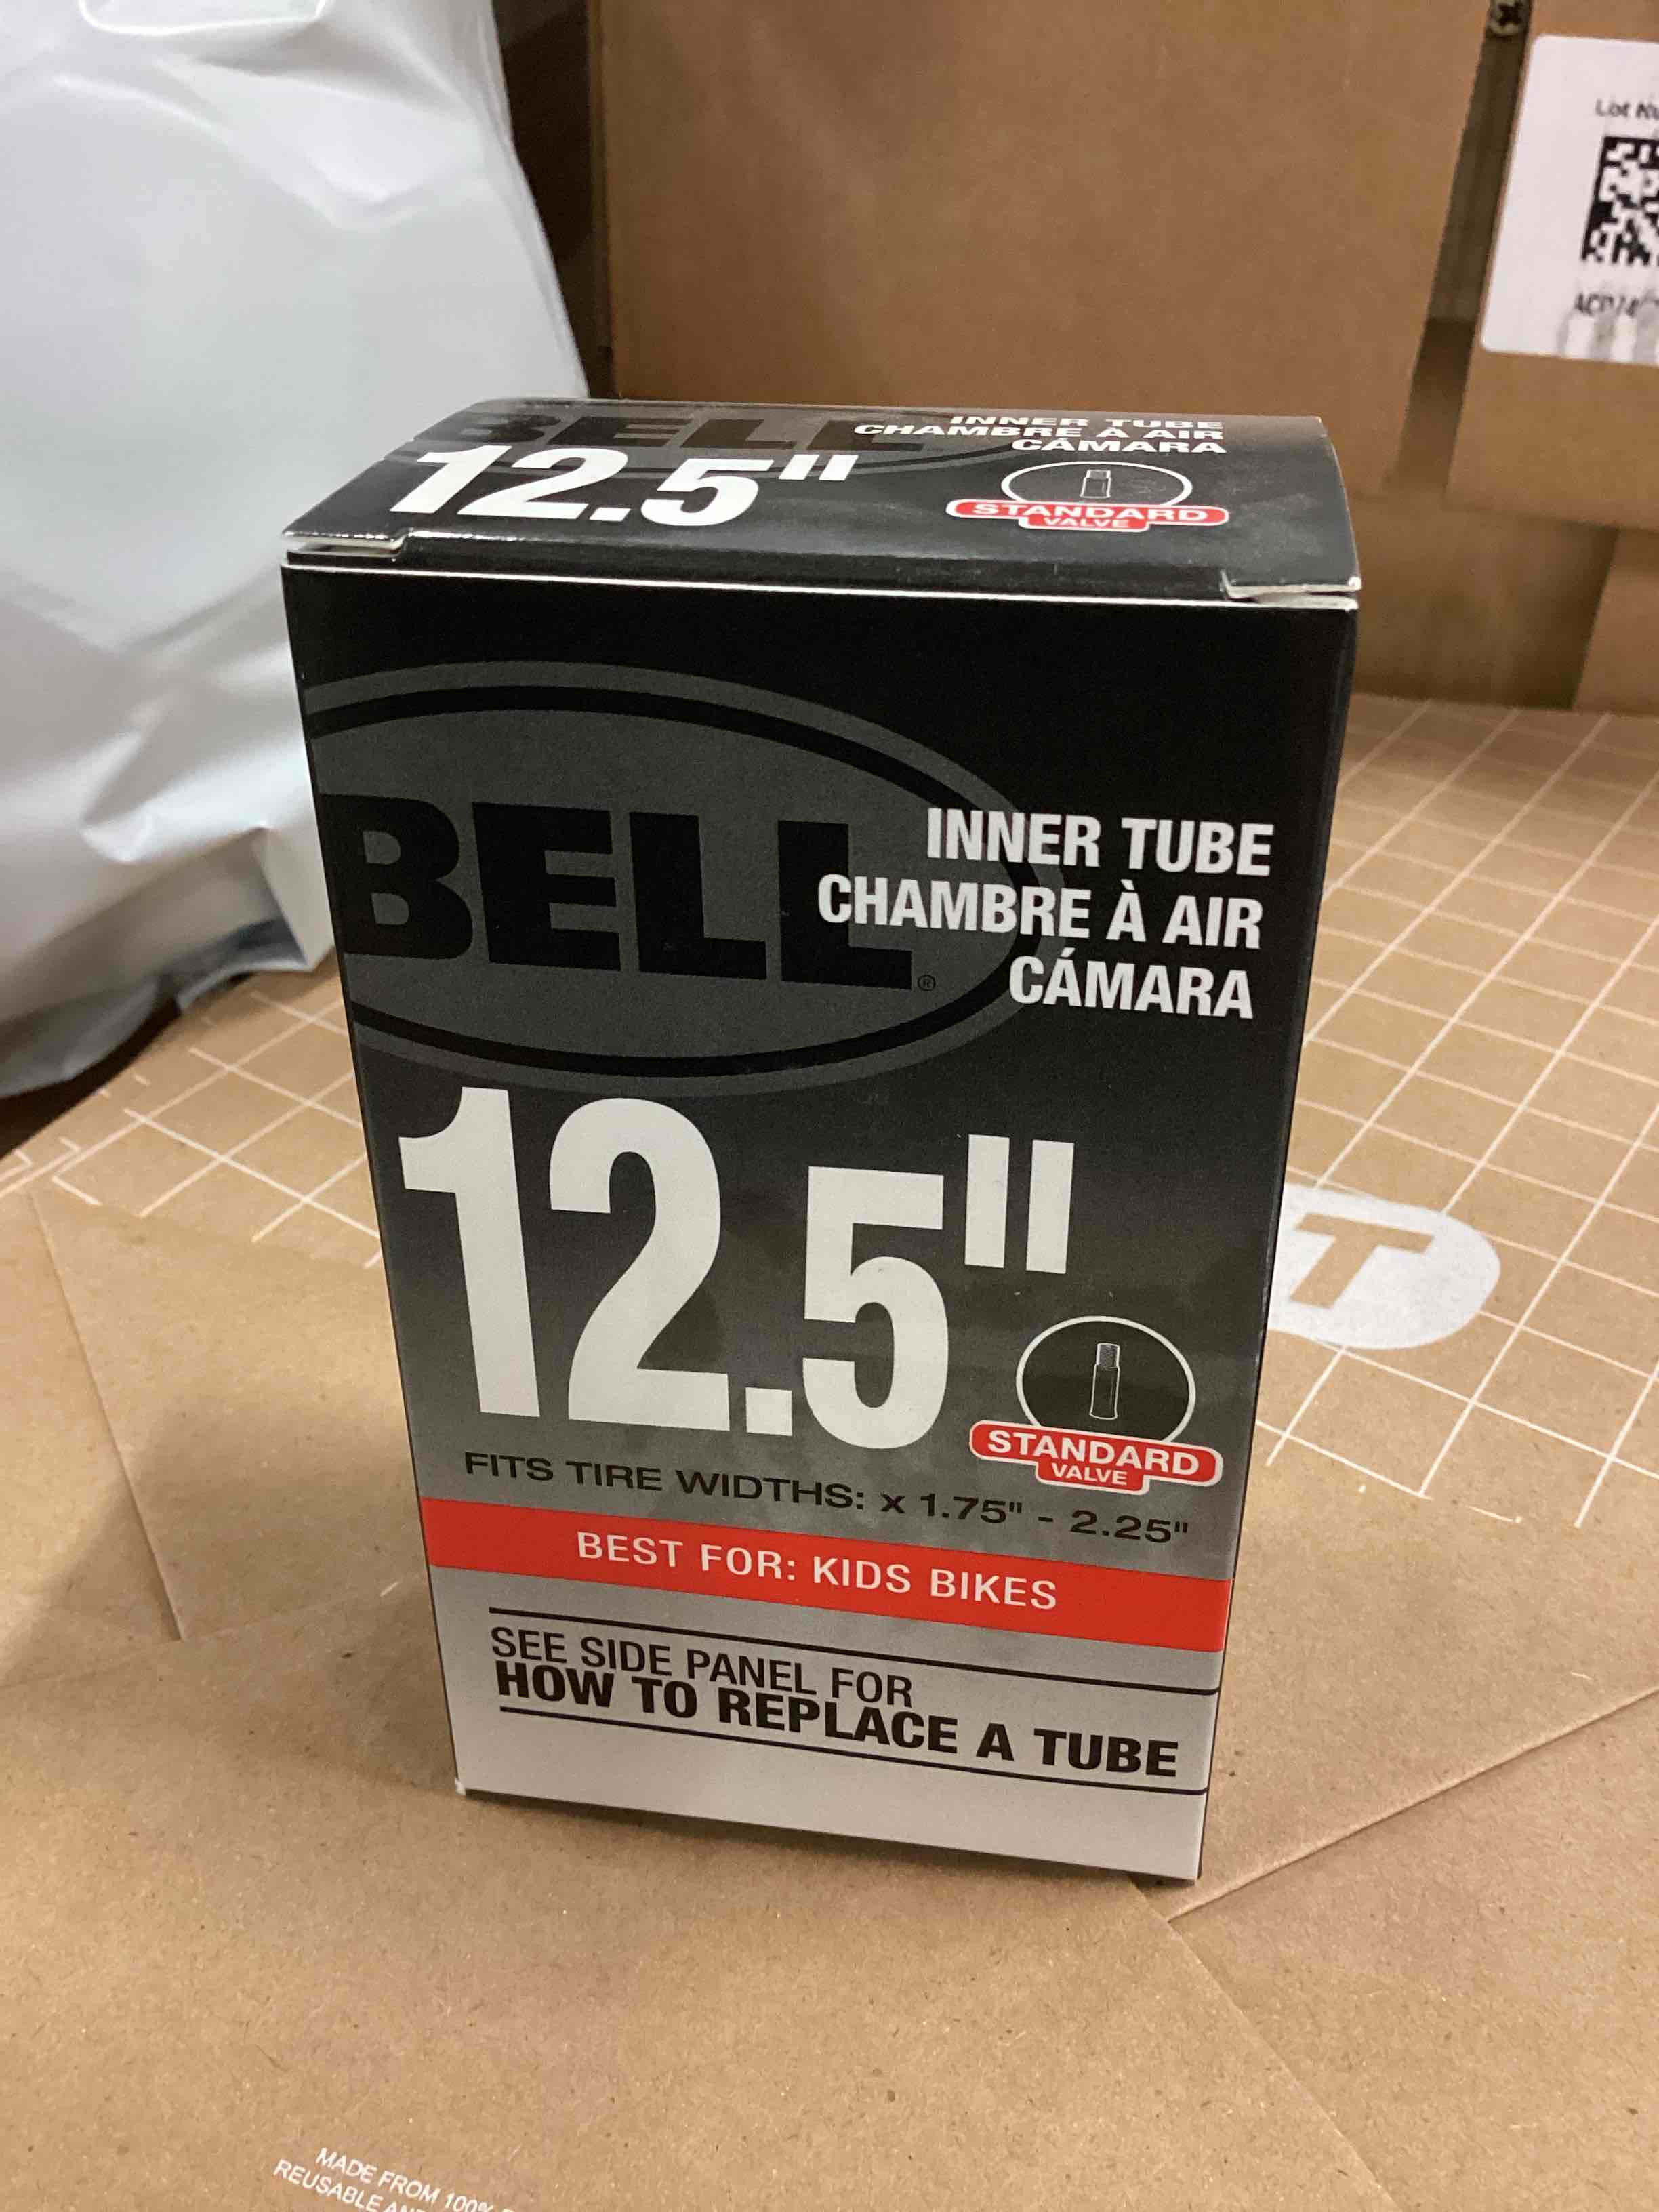 BELL
INNER TUBE
CHAMBRE À AIR
CÁMARA
12.5"
STANDARD
VALVE
BELL®
INNER TUBE
CHAMBRE À AIR
CÁMARA
12.5"
STANDARD
VALVE
FITS TIRE WIDTHS: x 1.75" - 2.25"
BEST FOR: KIDS BIKES
SEE SIDE PANEL FOR
HOW TO REPLACE A TUBE
Lot
T
MADE FROM 100%
REUSABLE